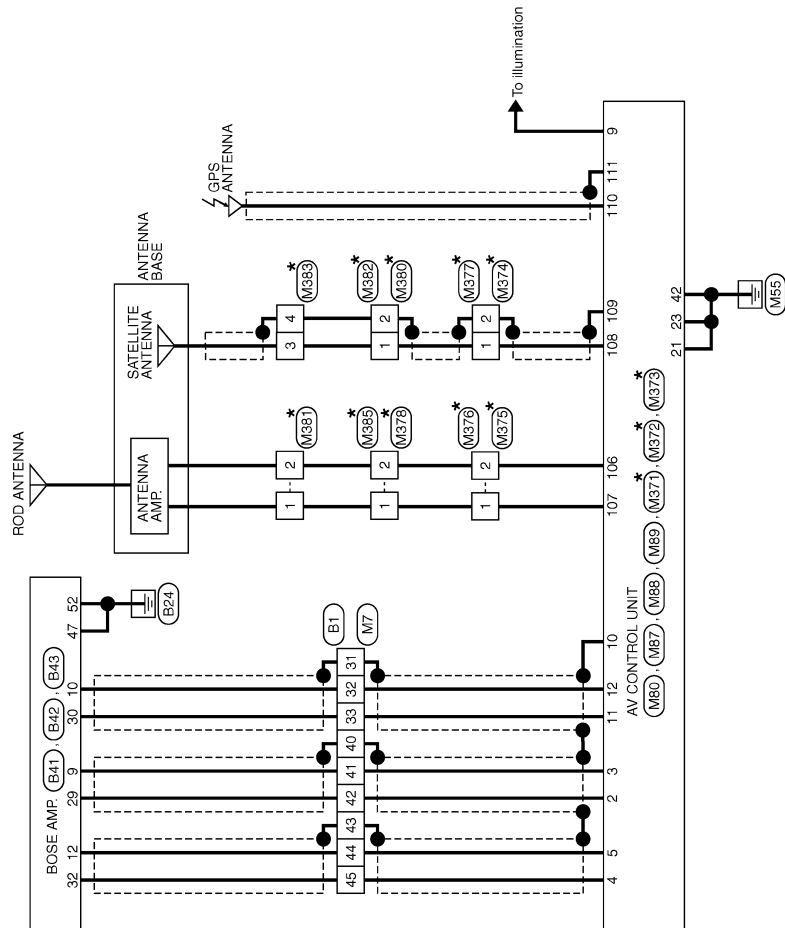 ROD ANTENNA
SATELLITE
ANTENNA
ANTENNA
BASE
GPS
ANTENNA
To illumination
ANTENNA
AMP.
BOSE AMP. B41 , B42 , B43
32 12 29 9 30 10 47 52
B24
1 2 * M381
3 4 * M383
1 2 * M385
* M378
1 2 * M382
* M380
1 2 * M376
* M375
1 2 * M377
* M374
45 44 43 42 41 40 33 32 31
B1
M7
4 5 2 3 11 12 10 107 106 108 109 110 111 9
AV CONTROL UNIT
M80 , M87 , M88 , M89 , M371 * , M372 * , M373 *
21 23 42
M55